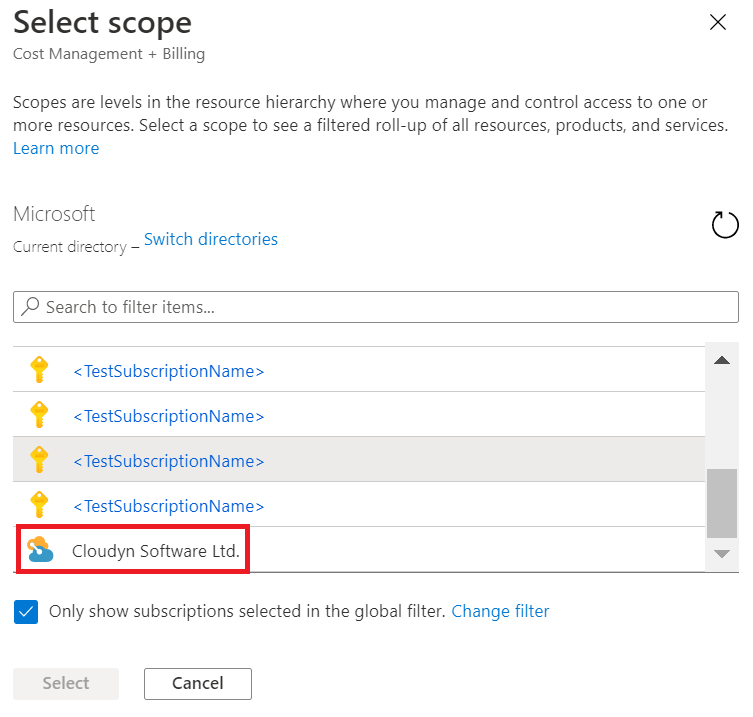 Select scope
Cost Management + Billing
Scopes are levels in the resource hierarchy where you manage and control access to one or
more resources. Select a scope to see a filtered roll-up of all resources, products, and services.
Learn more
Microsoft
Current directory – Switch directories
Search to filter items...
<TestSubscriptionName>
<TestSubscriptionName>
<TestSubscriptionName>
<TestSubscriptionName>
Cloudyn Software Ltd.
Only show subscriptions selected in the global filter. Change filter
Select Cancel